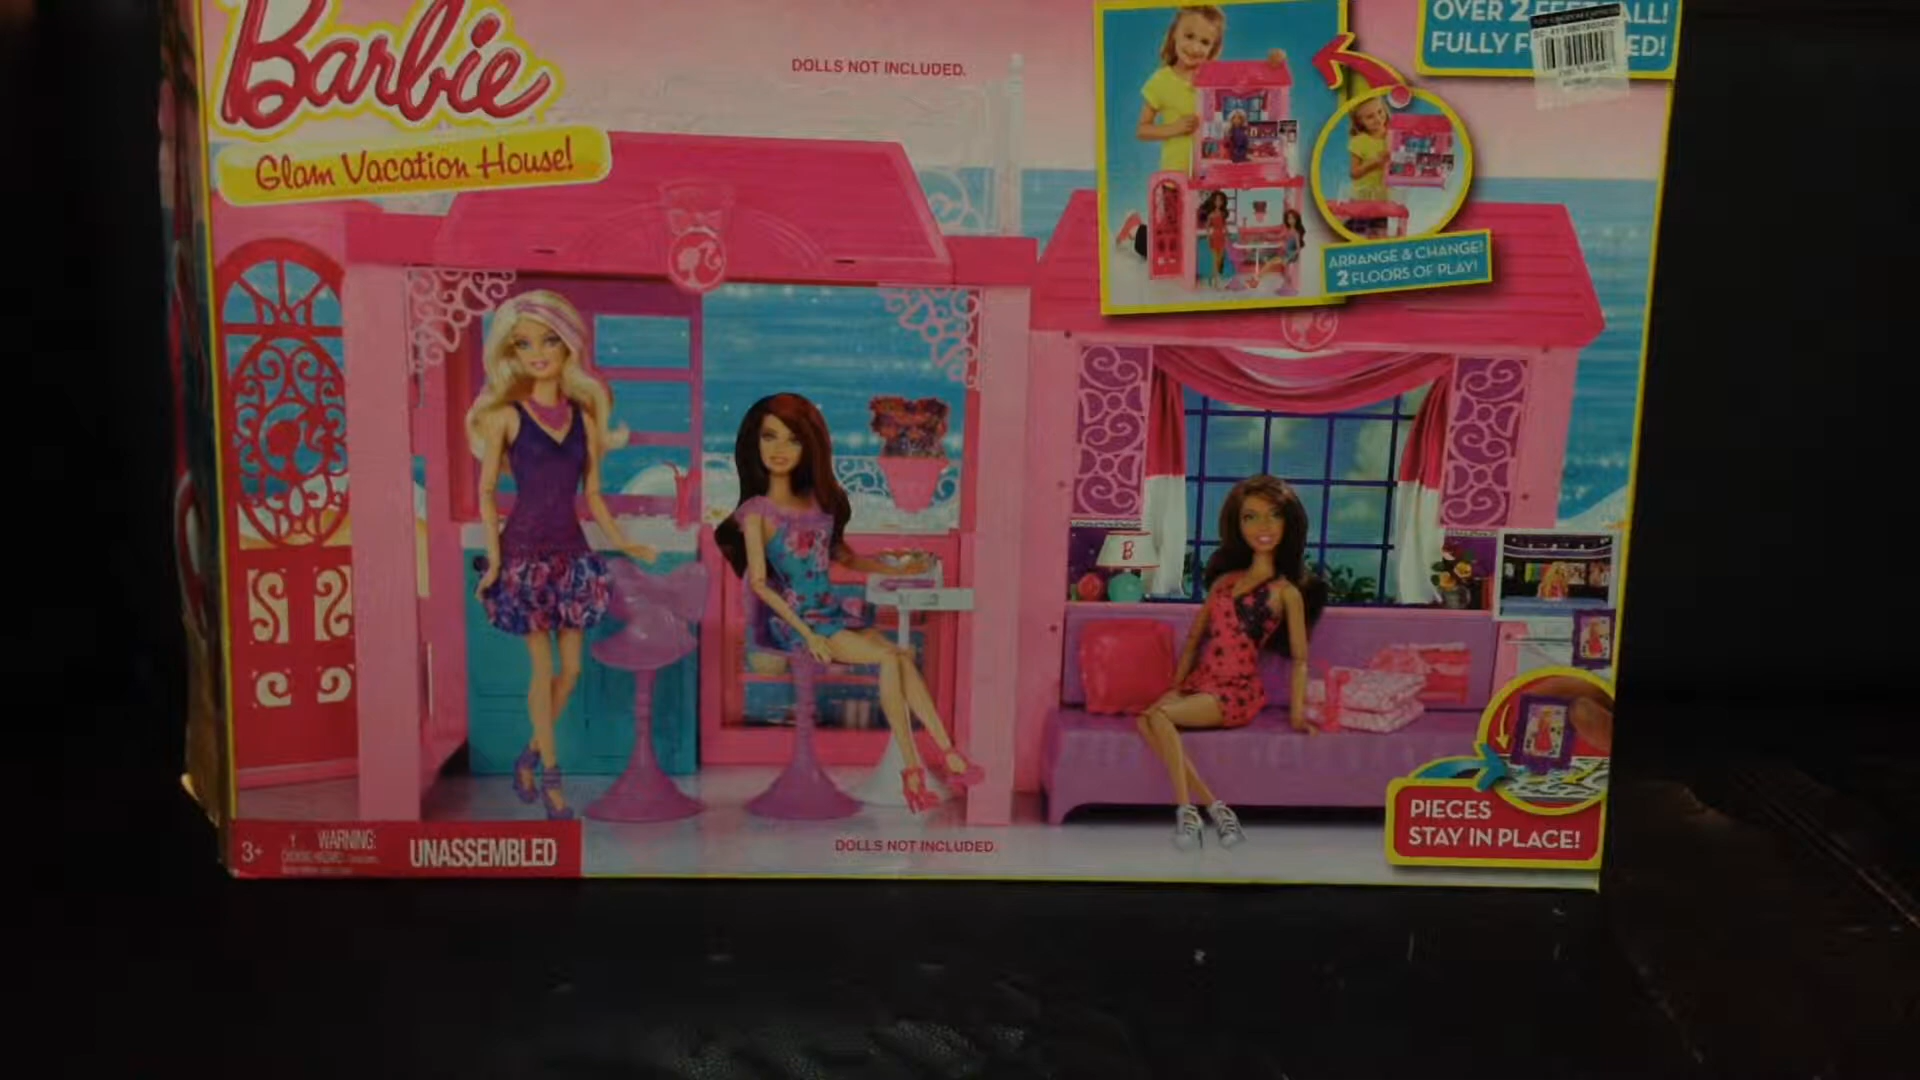 Barbie
Glam Vacation House!
DOLLS NOT INCLUDED.
OVER 2 ALL!
FULLY ED!
ARRANGE & CHANGE!
2 FLOORS OF PLAY!
B
PIECES
STAY IN PLACE!
3+
WARNING:
UNASSEMBLED
DOLLS NOT INCLUDED.